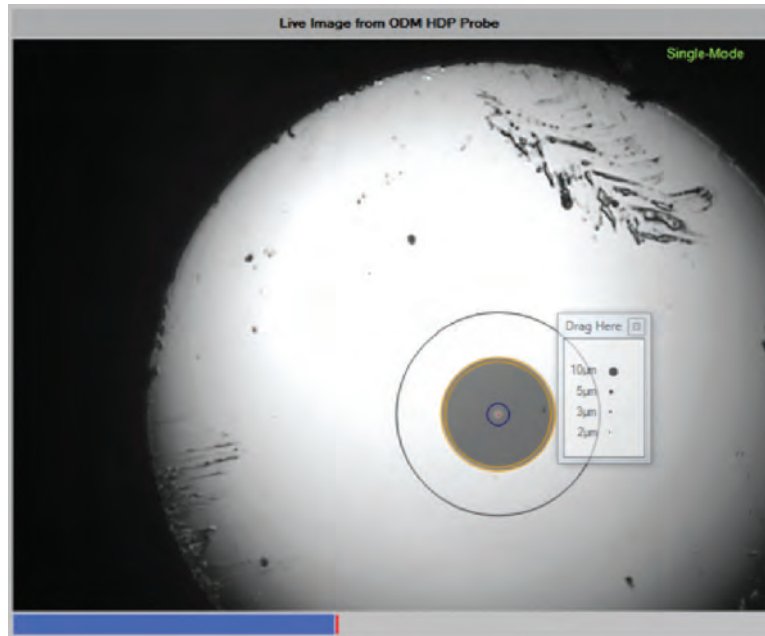 Live Image from ODM HDP Probe
Single-Mode
Drag Here
10µm
5µm
3µm
2µm